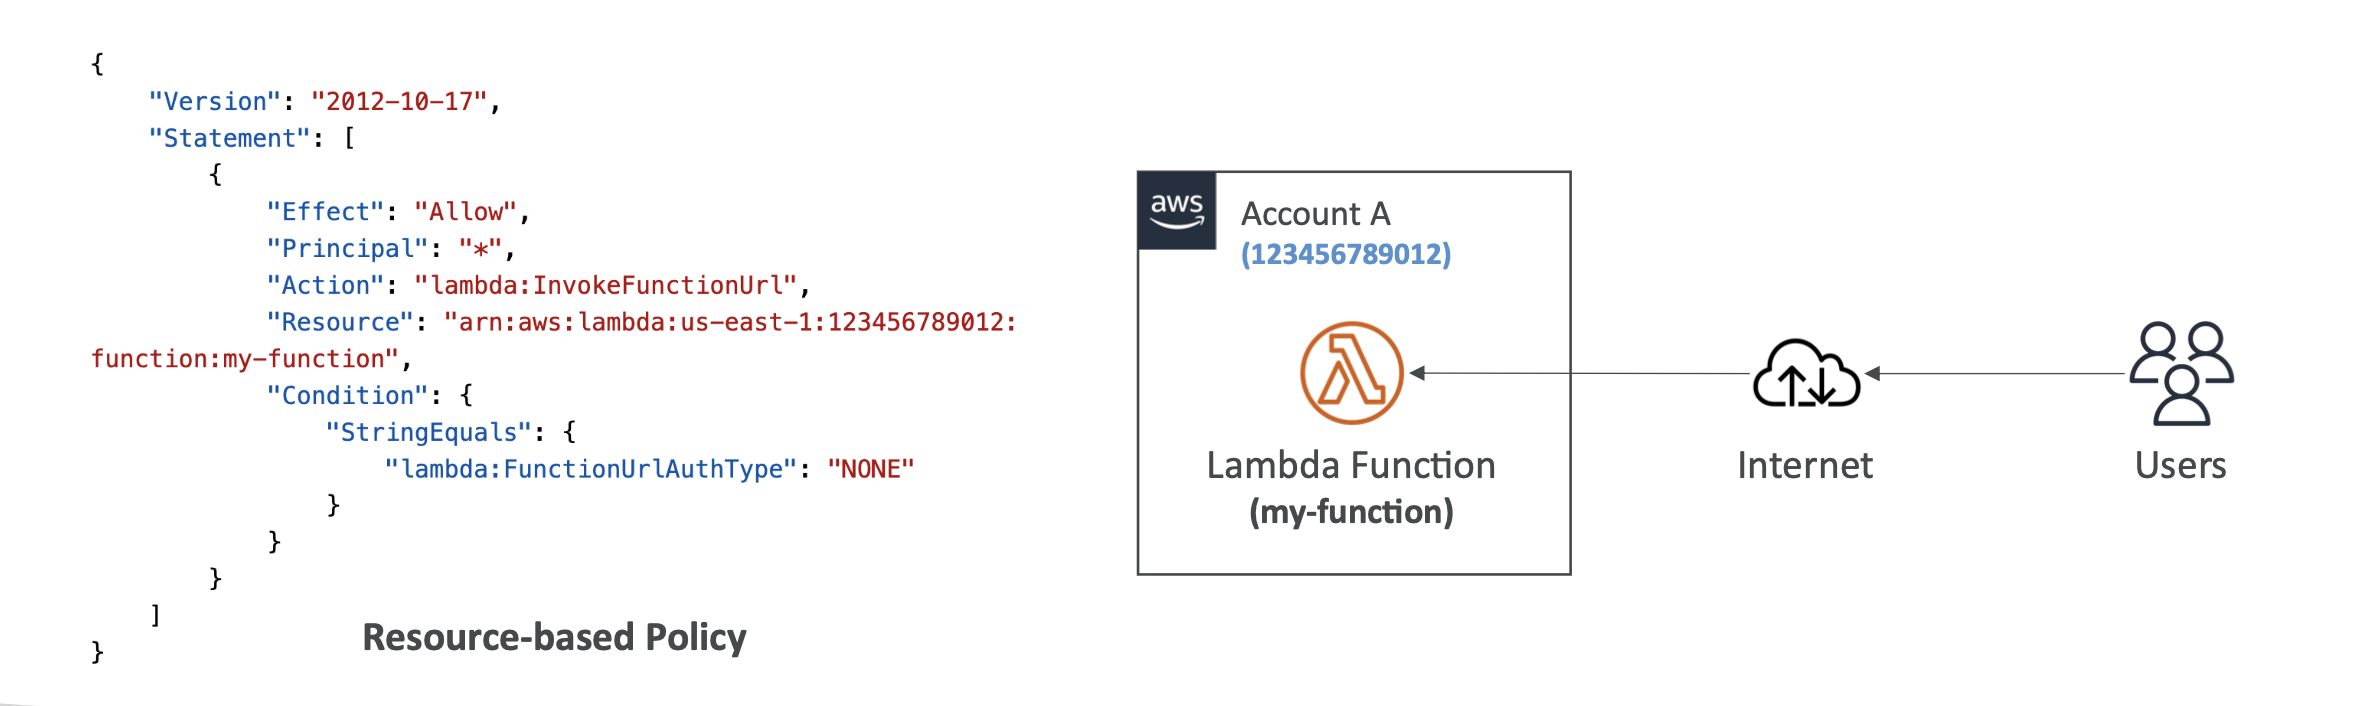 {
    "Version": "2012-10-17",
    "Statement": [
        {
            "Effect": "Allow",
            "Principal": "*",
            "Action": "lambda:InvokeFunctionUrl",
            "Resource": "arn:aws:lambda:us-east-1:123456789012:
function:my-function",
            "Condition": {
                "StringEquals": {
                    "lambda:FunctionUrlAuthType": "NONE"
                }
            }
        }
    ]
}
Resource-based Policy
aws
Account A
(123456789012)
Lambda Function
(my-function)
Internet
Users